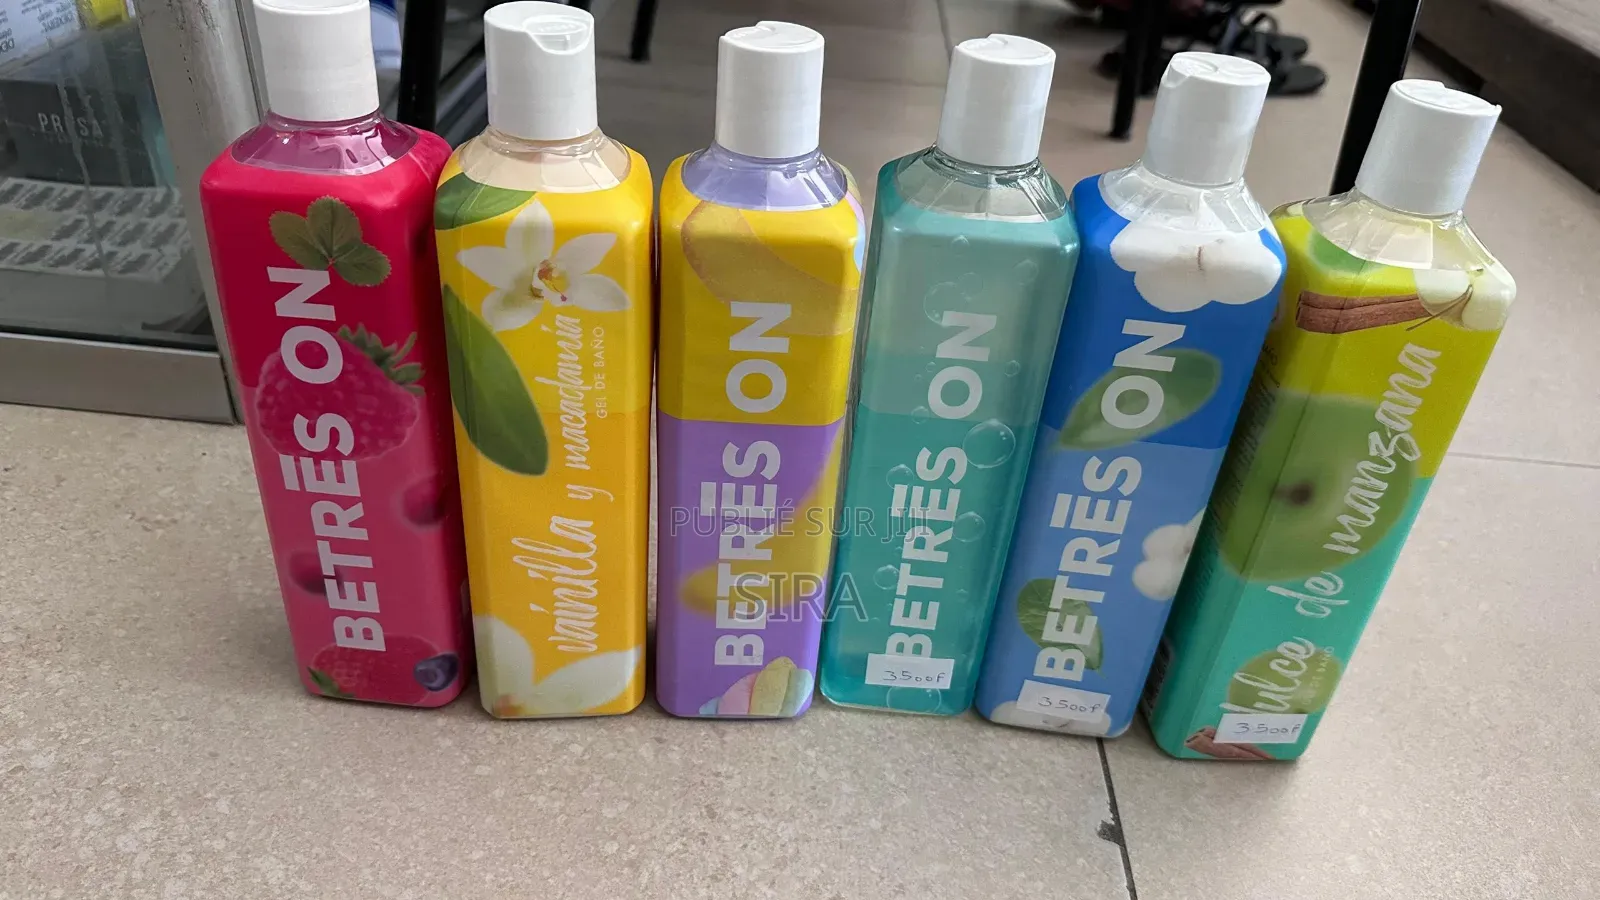 BETRĒS ON
vainilla y macadamia
GEL DE BAÑO
BETRĒS ON
BETRĒS ON
3500F
BETRĒS ON
3500F
dulce de manzana
3500F
PUBLIÉ SUR JIJI
SIRA